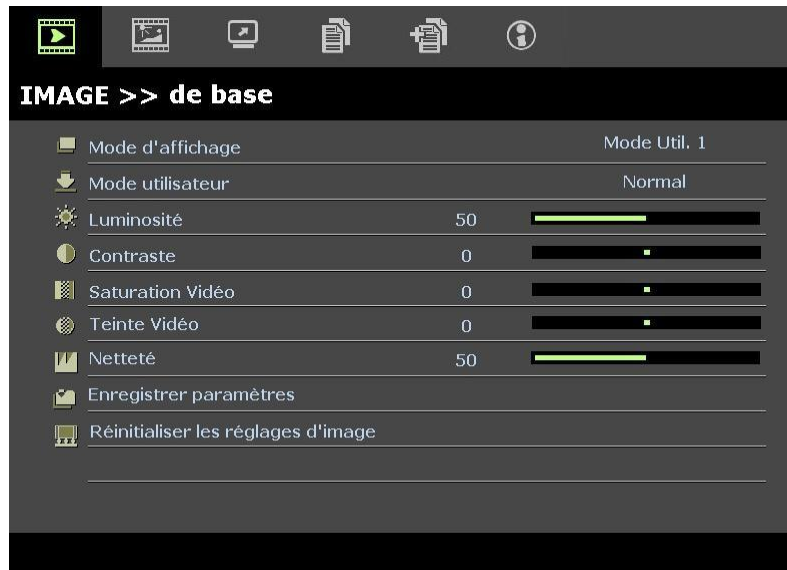 IMAGE >> de base
Mode d'affichage Mode Util. 1
Mode utilisateur Normal
Luminosité 50
Contraste 0
Saturation Vidéo 0
Teinte Vidéo 0
Netteté 50
Enregistrer paramètres
Réinitialiser les réglages d'image